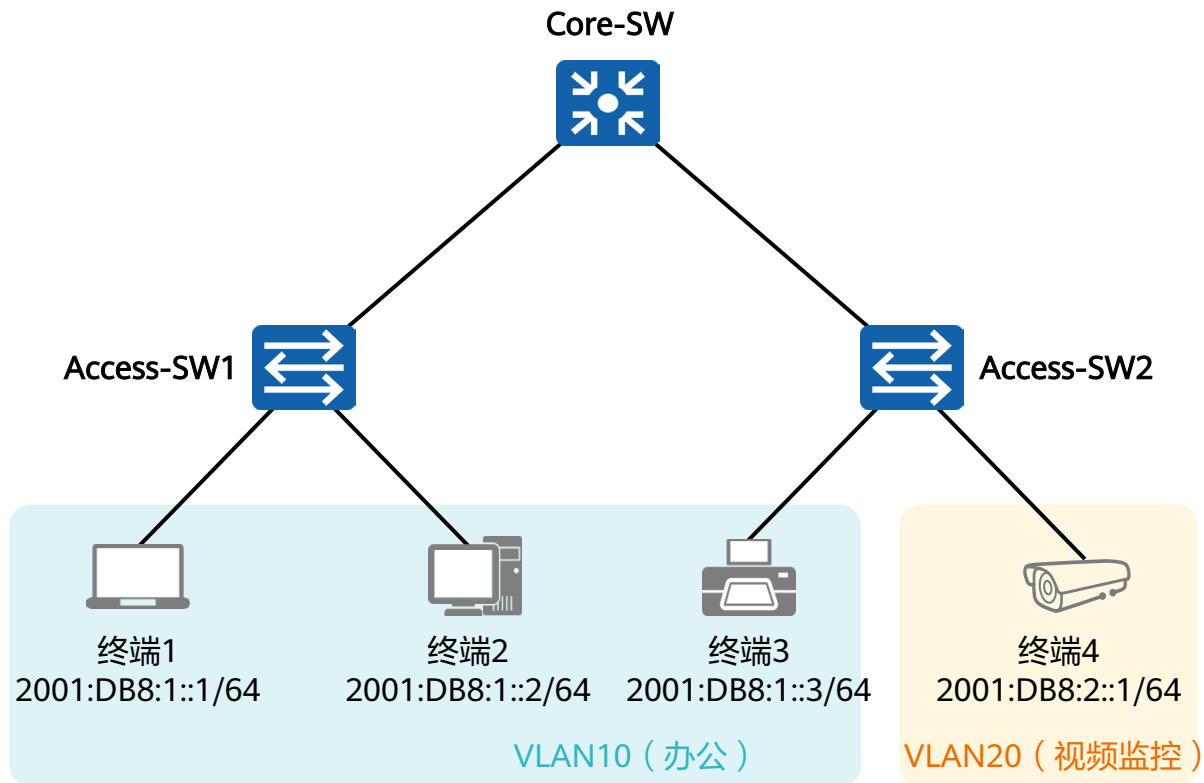 Core-SW
Access-SW1
Access-SW2
终端1
2001:DB8:1::1/64
终端2
2001:DB8:1::2/64
终端3
2001:DB8:1::3/64
终端4
2001:DB8:2::1/64
VLAN10（办公）
VLAN20（视频监控）